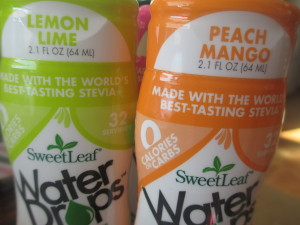 LEMON
LIME
2.1 FL OZ (64 ML)
MADE WITH THE WORLD'S
BEST-TASTING STEVIA
32
SweetLeaf
Water
Drops
PEACH
MANGO
2.1 FL OZ (64 ML)
MADE WITH THE WORLD'S
BEST-TASTING STEVIA
0
CALORIES
OR CARBS
SweetLeaf
Water
Drops